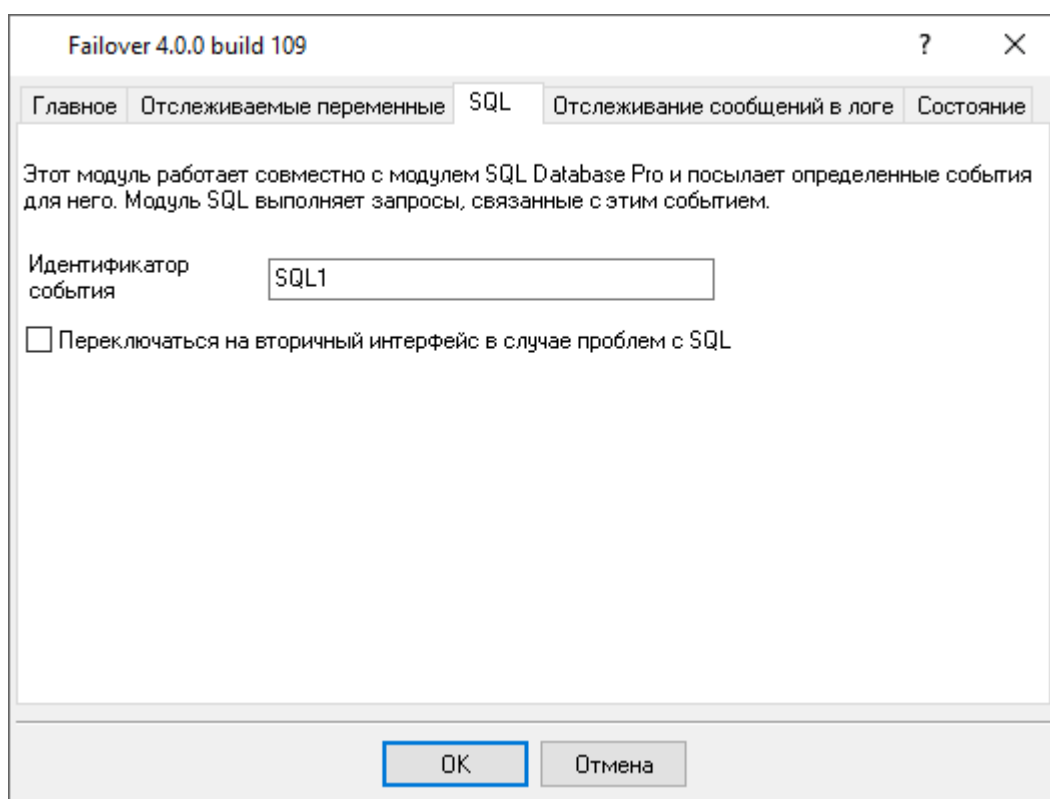 Failover 4.0.0 build 109 ?
Главное Отслеживаемые переменные SQL Отслеживание сообщений в логе Состояние
Этот модуль работает совместно с модулем SQL Database Pro и посылает определенные события
для него. Модуль SQL выполняет запросы, связанные с этим событием.
Идентификатор
события
SQL1
Переключаться на вторичный интерфейс в случае проблем с SQL
OK Отмена